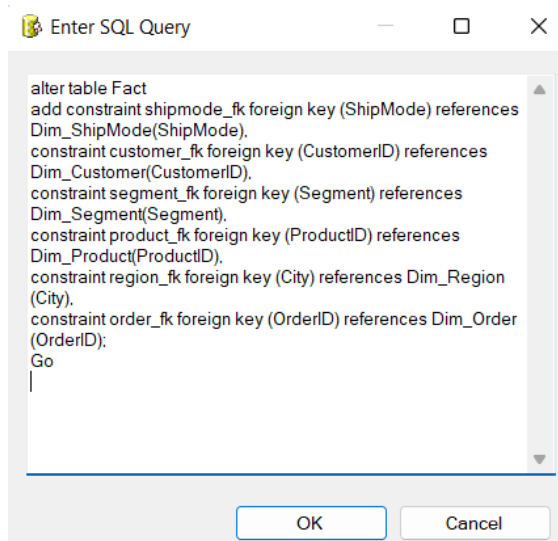 Enter SQL Query
alter table Fact
add constraint shipmode_fk foreign key (ShipMode) references
Dim_ShipMode(ShipMode),
constraint customer_fk foreign key (CustomerID) references
Dim_Customer(CustomerID),
constraint segment_fk foreign key (Segment) references
Dim_Segment(Segment),
constraint product_fk foreign key (ProductID) references
Dim_Product(ProductID),
constraint region_fk foreign key (City) references Dim_Region
(City),
constraint order_fk foreign key (OrderID) references Dim_Order
(OrderID);
Go
OK Cancel